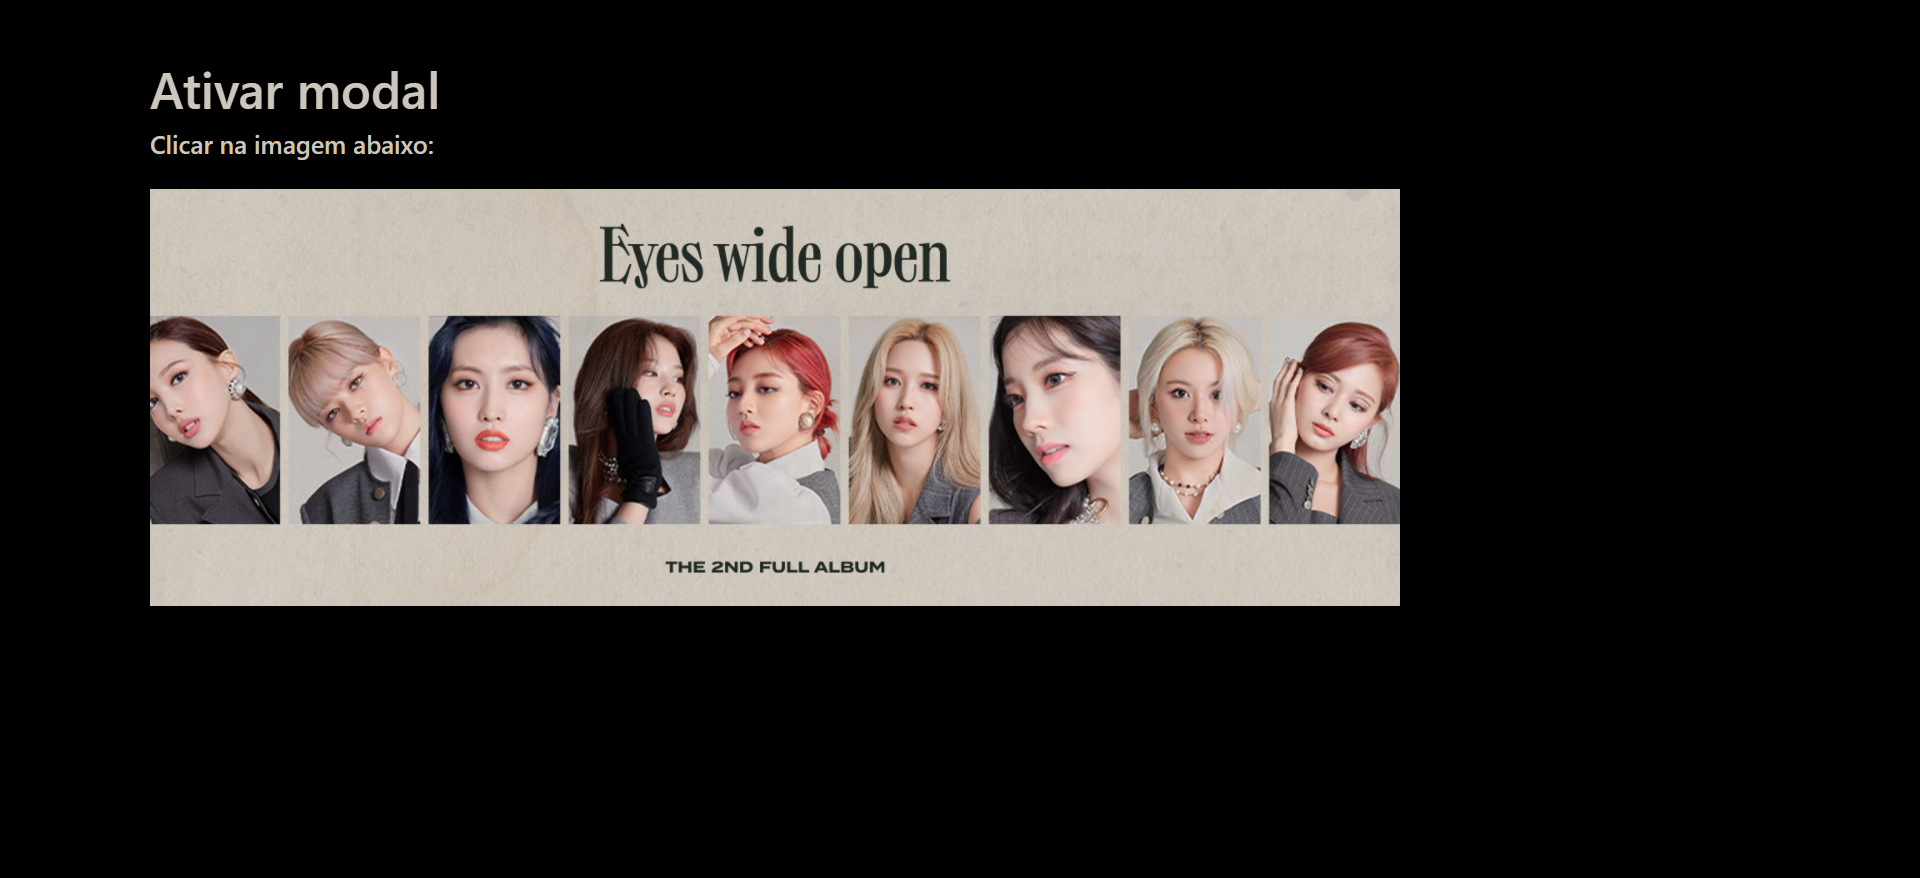 Ativar modal
Clicar na imagem abaixo:
Eyes wide open
THE 2ND FULL ALBUM